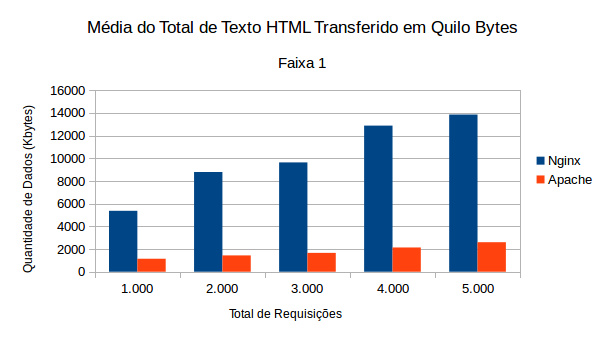 Média do Total de Texto HTML Transferido em Quilo Bytes
Faixa 1
Quantidade de Dados (Kbytes)
16000
14000
12000
10000
8000
6000
4000
2000
0
1.000
2.000
3.000
4.000
5.000
Total de Requisições
Nginx
Apache